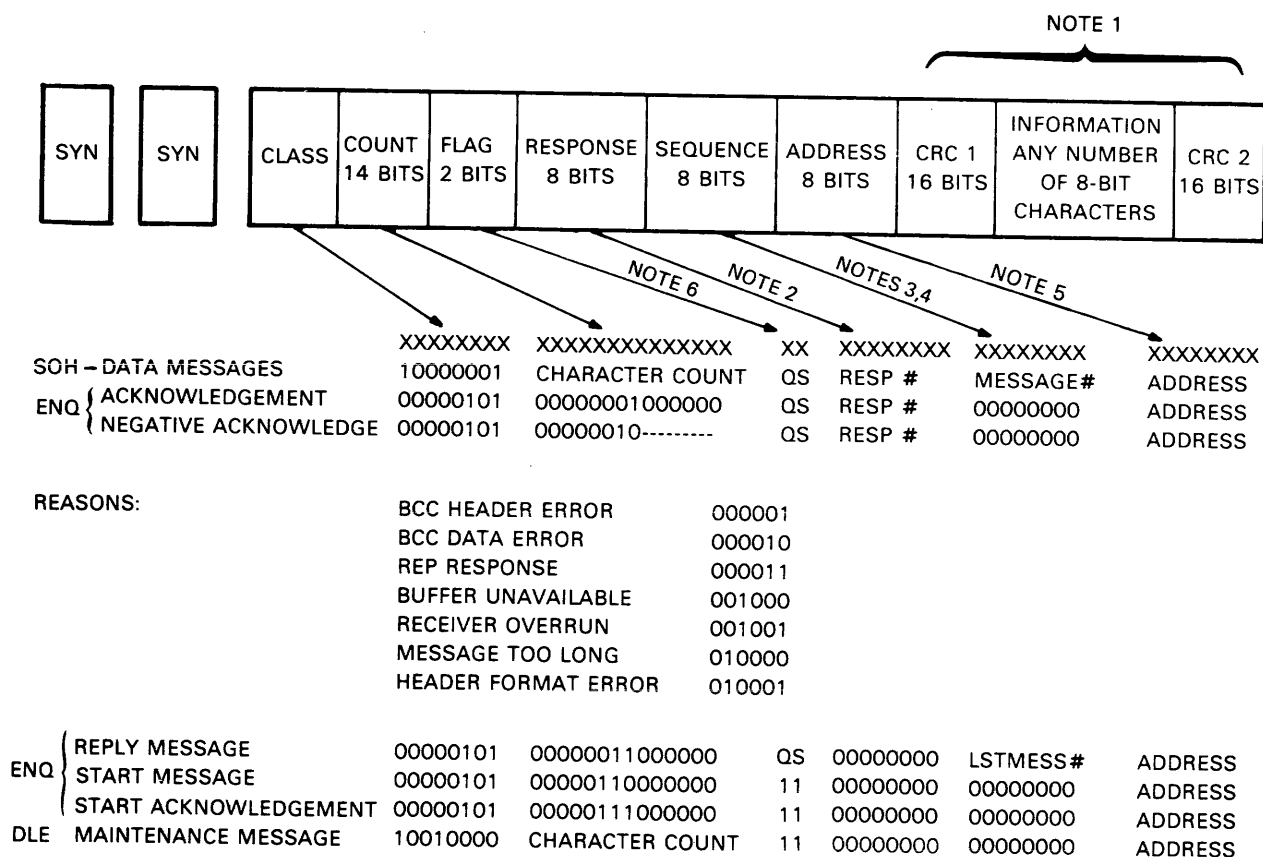 NOTE 1
SYN
SYN
CLASS
COUNT
14 BITS
FLAG
2 BITS
RESPONSE
8 BITS
SEQUENCE
8 BITS
ADDRESS
8 BITS
CRC 1
16 BITS
INFORMATION
ANY NUMBER
OF 8-BIT
CHARACTERS
CRC 2
16 BITS
NOTE 6
NOTE 2
NOTES 3,4
NOTE 5
XXXXXXXX XXXXXXXXXXXXXX XX XXXXXXXX XXXXXXXX XXXXXXXX
SOH – DATA MESSAGES 10000001 CHARACTER COUNT QS RESP # MESSAGE# ADDRESS
ENQ { ACKNOWLEDGEMENT 00000101 00000001000000 QS RESP # 00000000 ADDRESS
NEGATIVE ACKNOWLEDGE 00000101 00000010--------- QS RESP # 00000000 ADDRESS
REASONS:
BCC HEADER ERROR 000001
BCC DATA ERROR 000010
REP RESPONSE 000011
BUFFER UNAVAILABLE 001000
RECEIVER OVERRUN 001001
MESSAGE TOO LONG 010000
HEADER FORMAT ERROR 010001
REPLY MESSAGE 00000101 00000011000000 QS 00000000 LSTMESS# ADDRESS
ENQ { START MESSAGE 00000101 00000110000000 11 00000000 00000000 ADDRESS
START ACKNOWLEDGEMENT 00000101 00000111000000 11 00000000 00000000 ADDRESS
DLE MAINTENANCE MESSAGE 10010000 CHARACTER COUNT 11 00000000 00000000 ADDRESS